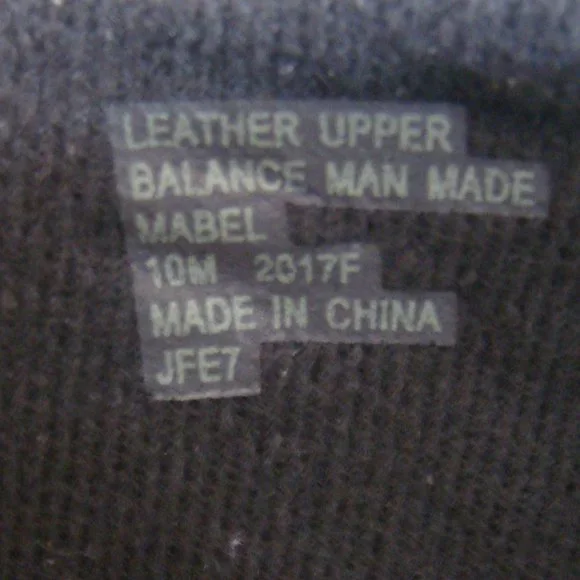 LEATHER UPPER
BALANCE MAN MADE
MABEL
10M 2017F
MADE IN CHINA
JFE7